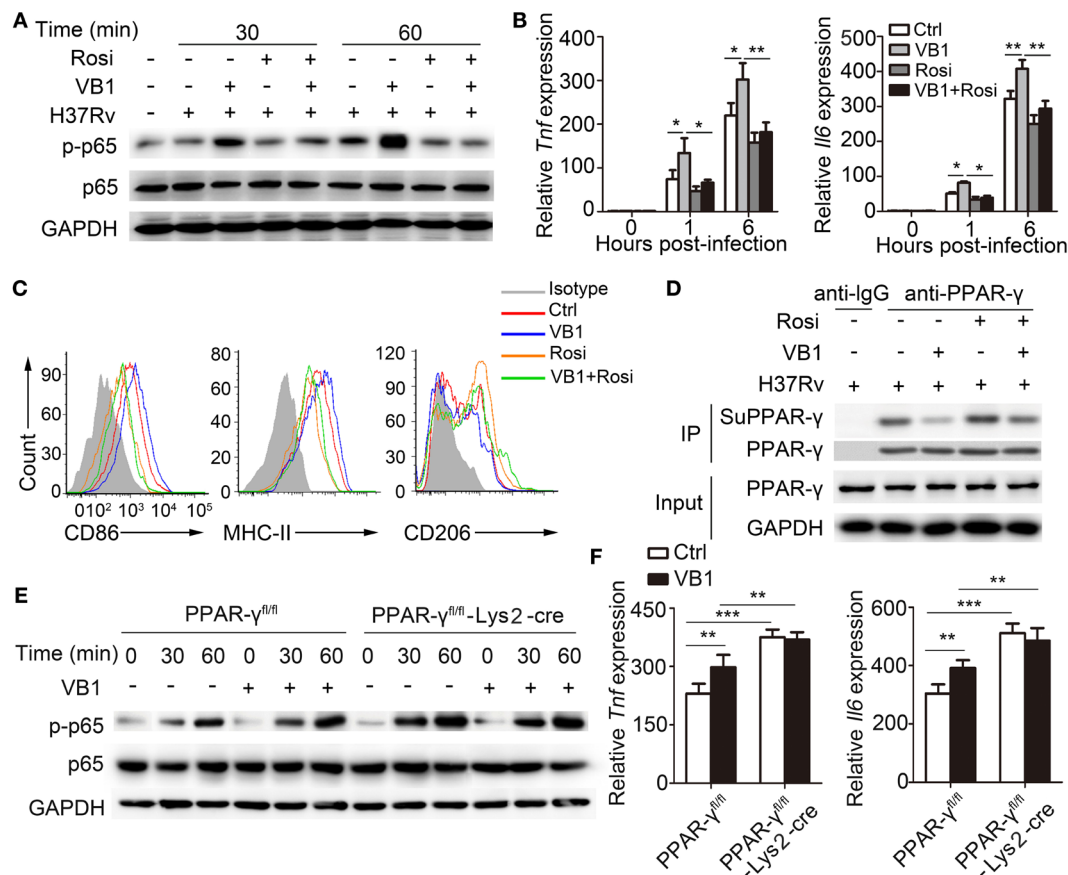 A
Time (min) 30 60
Rosi - - - + + - - + +
VB1 - - + - + - + - +
H37Rv - + + + + + + + +
p-p65
p65
GAPDH
B
Relative Tnf expression
400
300
200
100
0
* * * **
0 1 6
Hours post-infection
Relative Il6 expression
500
400
300
200
100
0
* * ** **
Ctrl
VB1
Rosi
VB1+Rosi
0 1 6
Hours post-infection
C
Isotype
Ctrl
VB1
Rosi
VB1+Rosi
Count
100
90
60
30
0
0 10² 10³ 10⁴ 10⁵
CD86
80
60
40
20
0
MHC-II
120
90
60
30
0
CD206
D
anti-IgG anti-PPAR-γ
Rosi - - - + +
VB1 - - + - +
H37Rv + + + + +
IP
SuPPAR-γ
PPAR-γ
Input
PPAR-γ
GAPDH
E
PPAR-γfl/fl PPAR-γfl/fl-Lys2-cre
Time (min) 0 30 60 0 30 60 0 30 60 0 30 60
VB1 - - - + + + - - - + + +
p-p65
p65
GAPDH
F
Ctrl
VB1
Relative Tnf expression
450
300
150
0
**
***
**
PPAR-γfl/fl
PPAR-γfl/fl
-Lys2-cre
Relative Il6 expression
600
400
200
0
**
***
**
PPAR-γfl/fl
PPAR-γfl/fl
-Lys2-cre